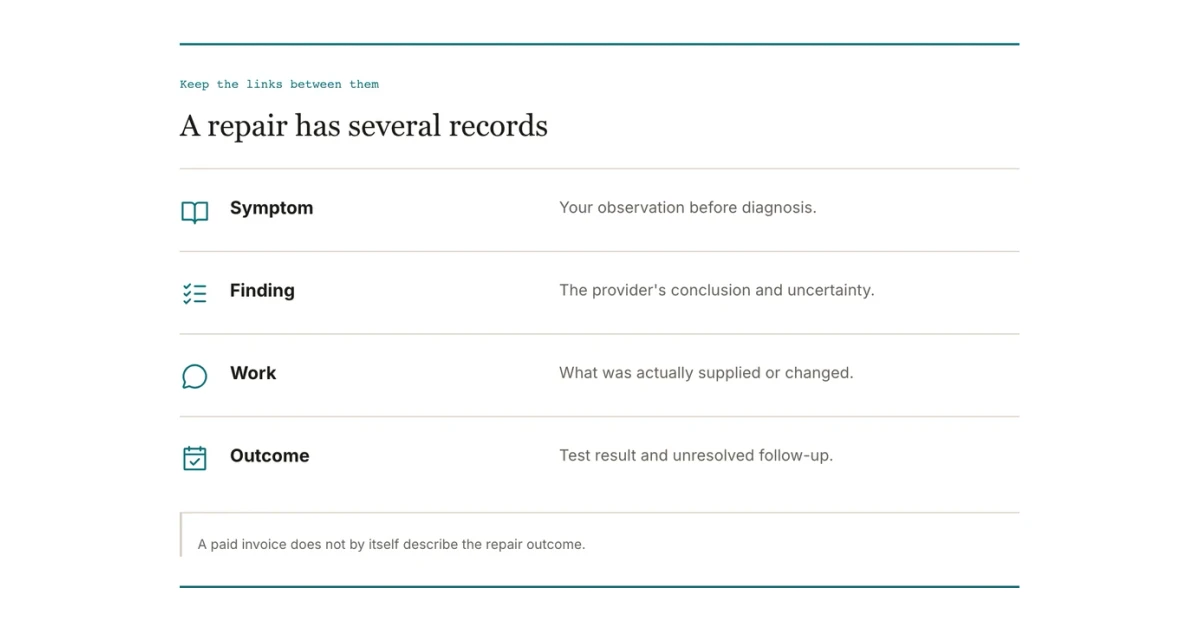 Keep the links between them
A repair has several records
Symptom
Your observation before diagnosis.
Finding
The provider's conclusion and uncertainty.
Work
What was actually supplied or changed.
Outcome
Test result and unresolved follow-up.
A paid invoice does not by itself describe the repair outcome.